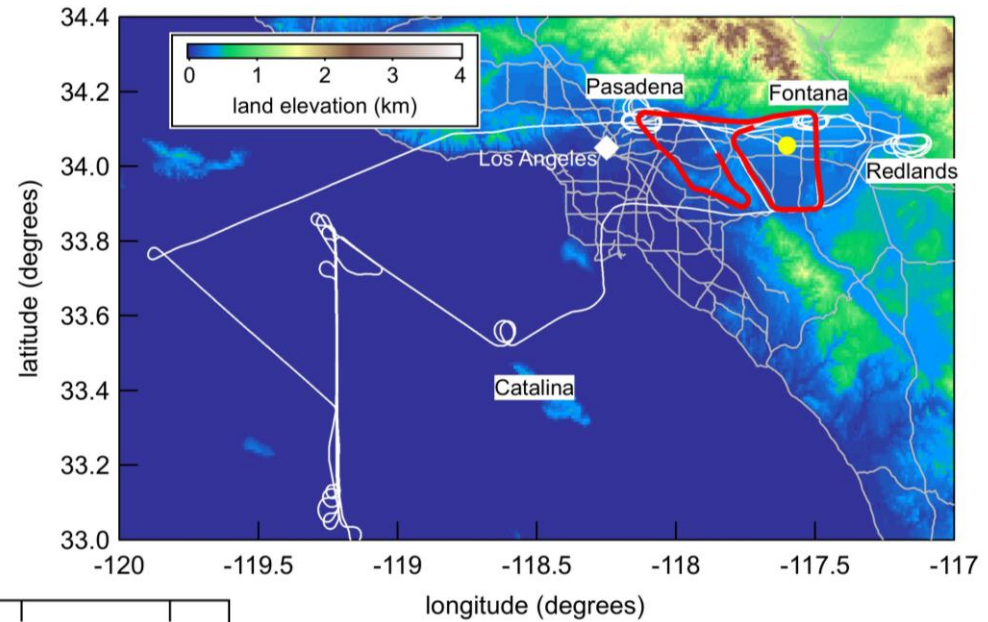 34.4
34.2
34.0
33.8
33.6
33.4
33.2
33.0
latitude (degrees)
0 1 2 3 4
land elevation (km)
Pasadena
Fontana
Los Angeles
Redlands
Catalina
-120 -119.5 -119 -118.5 -118 -117.5 -117
longitude (degrees)